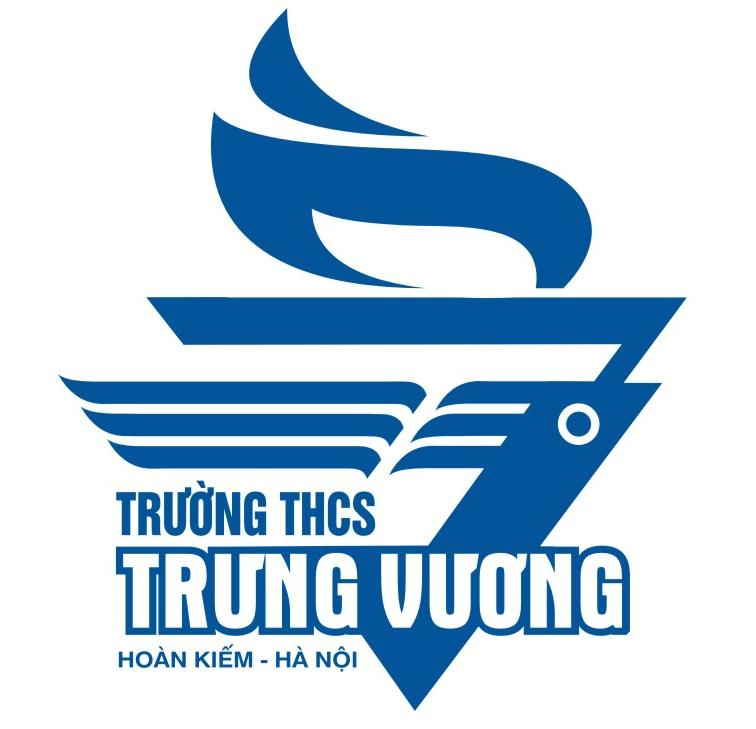 TRƯỜNG THCS
TRƯNG VƯƠNG
HOÀN KIẾM - HÀ NỘI